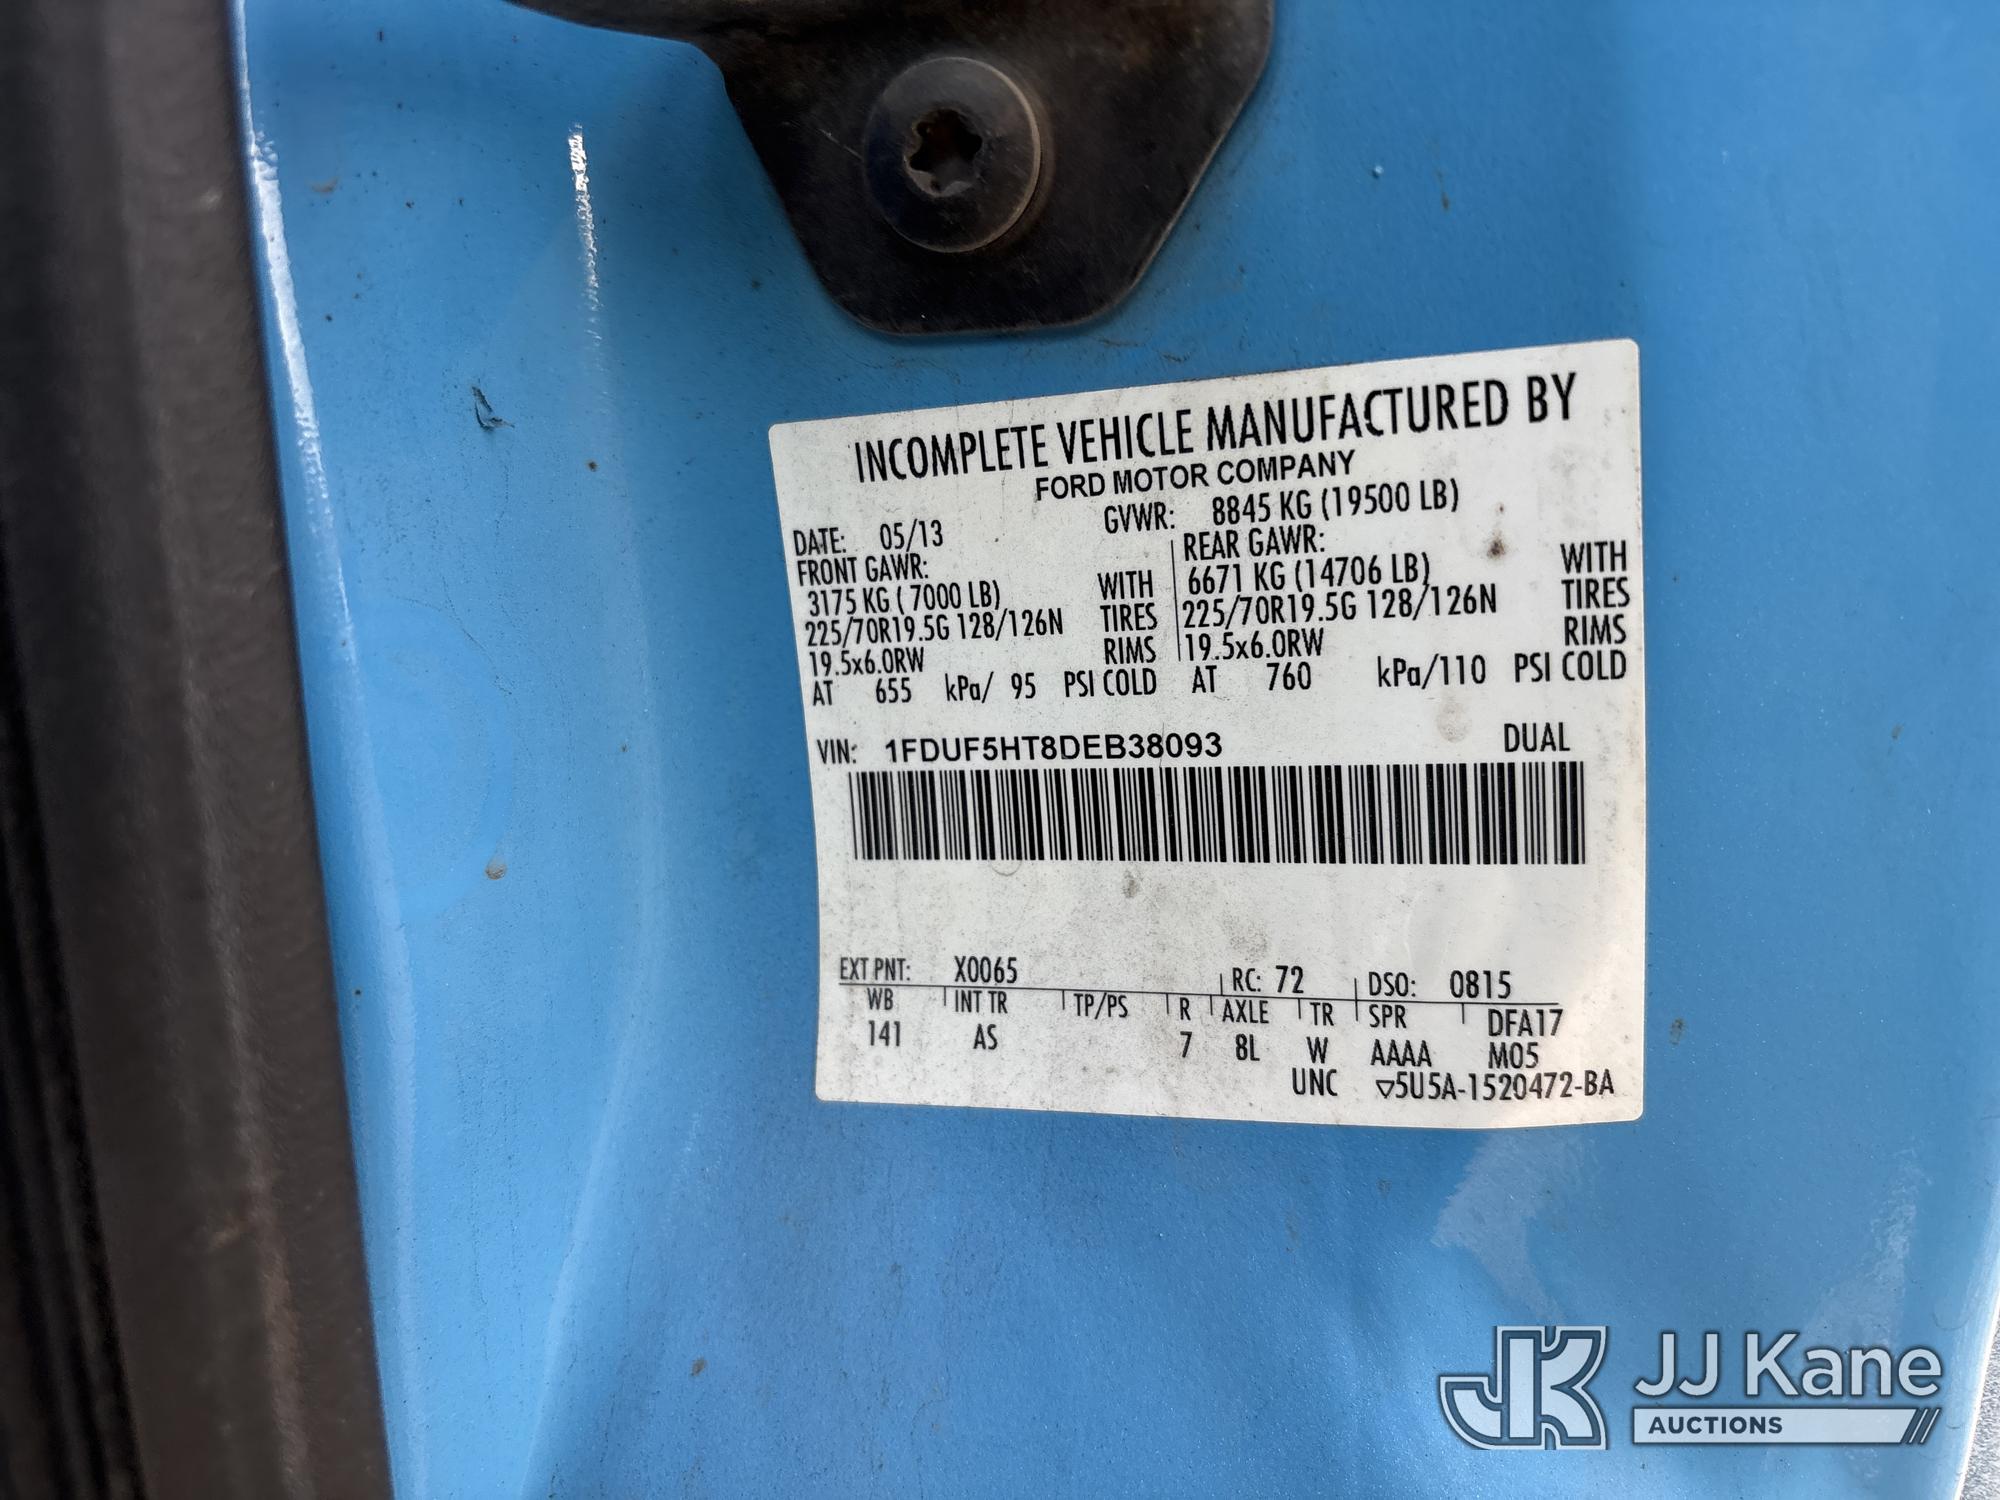 INCOMPLETE VEHICLE MANUFACTURED BY
FORD MOTOR COMPANY
DATE: 05/13 GVWR: 8845 KG (19500 LB)
FRONT GAWR: REAR GAWR:
3175 KG (7000 LB) WITH 6671 KG (14706 LB) WITH
225/70R19.5G 128/126N TIRES 225/70R19.5G 128/126N TIRES
19.5x6.0RW RIMS 19.5x6.0RW RIMS
AT 655 kPa/ 95 PSI COLD AT 760 kPa/110 PSI COLD
VIN: 1FDUF5HT8DEB38093 DUAL
EXT PNT: X0065 RC: 72 DSO: 0815
WB INT TR TP/PS R AXLE TR SPR DFA17
141 AS 7 8L W AAAA M05
UNC ▽5U5A-1520472-BA
JK JJ Kane
AUCTIONS